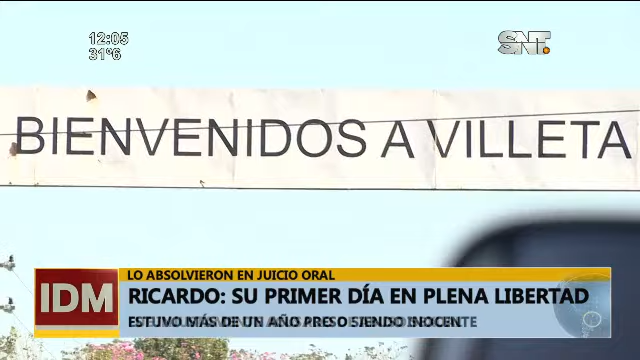 12:05
31°6
SNT
BIENVENIDOS A VILLETA
LO ABSOLVIERON EN JUICIO ORAL
IDM
RICARDO: SU PRIMER DÍA EN PLENA LIBERTAD
ESTUVO MÁS DE UN AÑO PRESO SIENDO INOCENTE